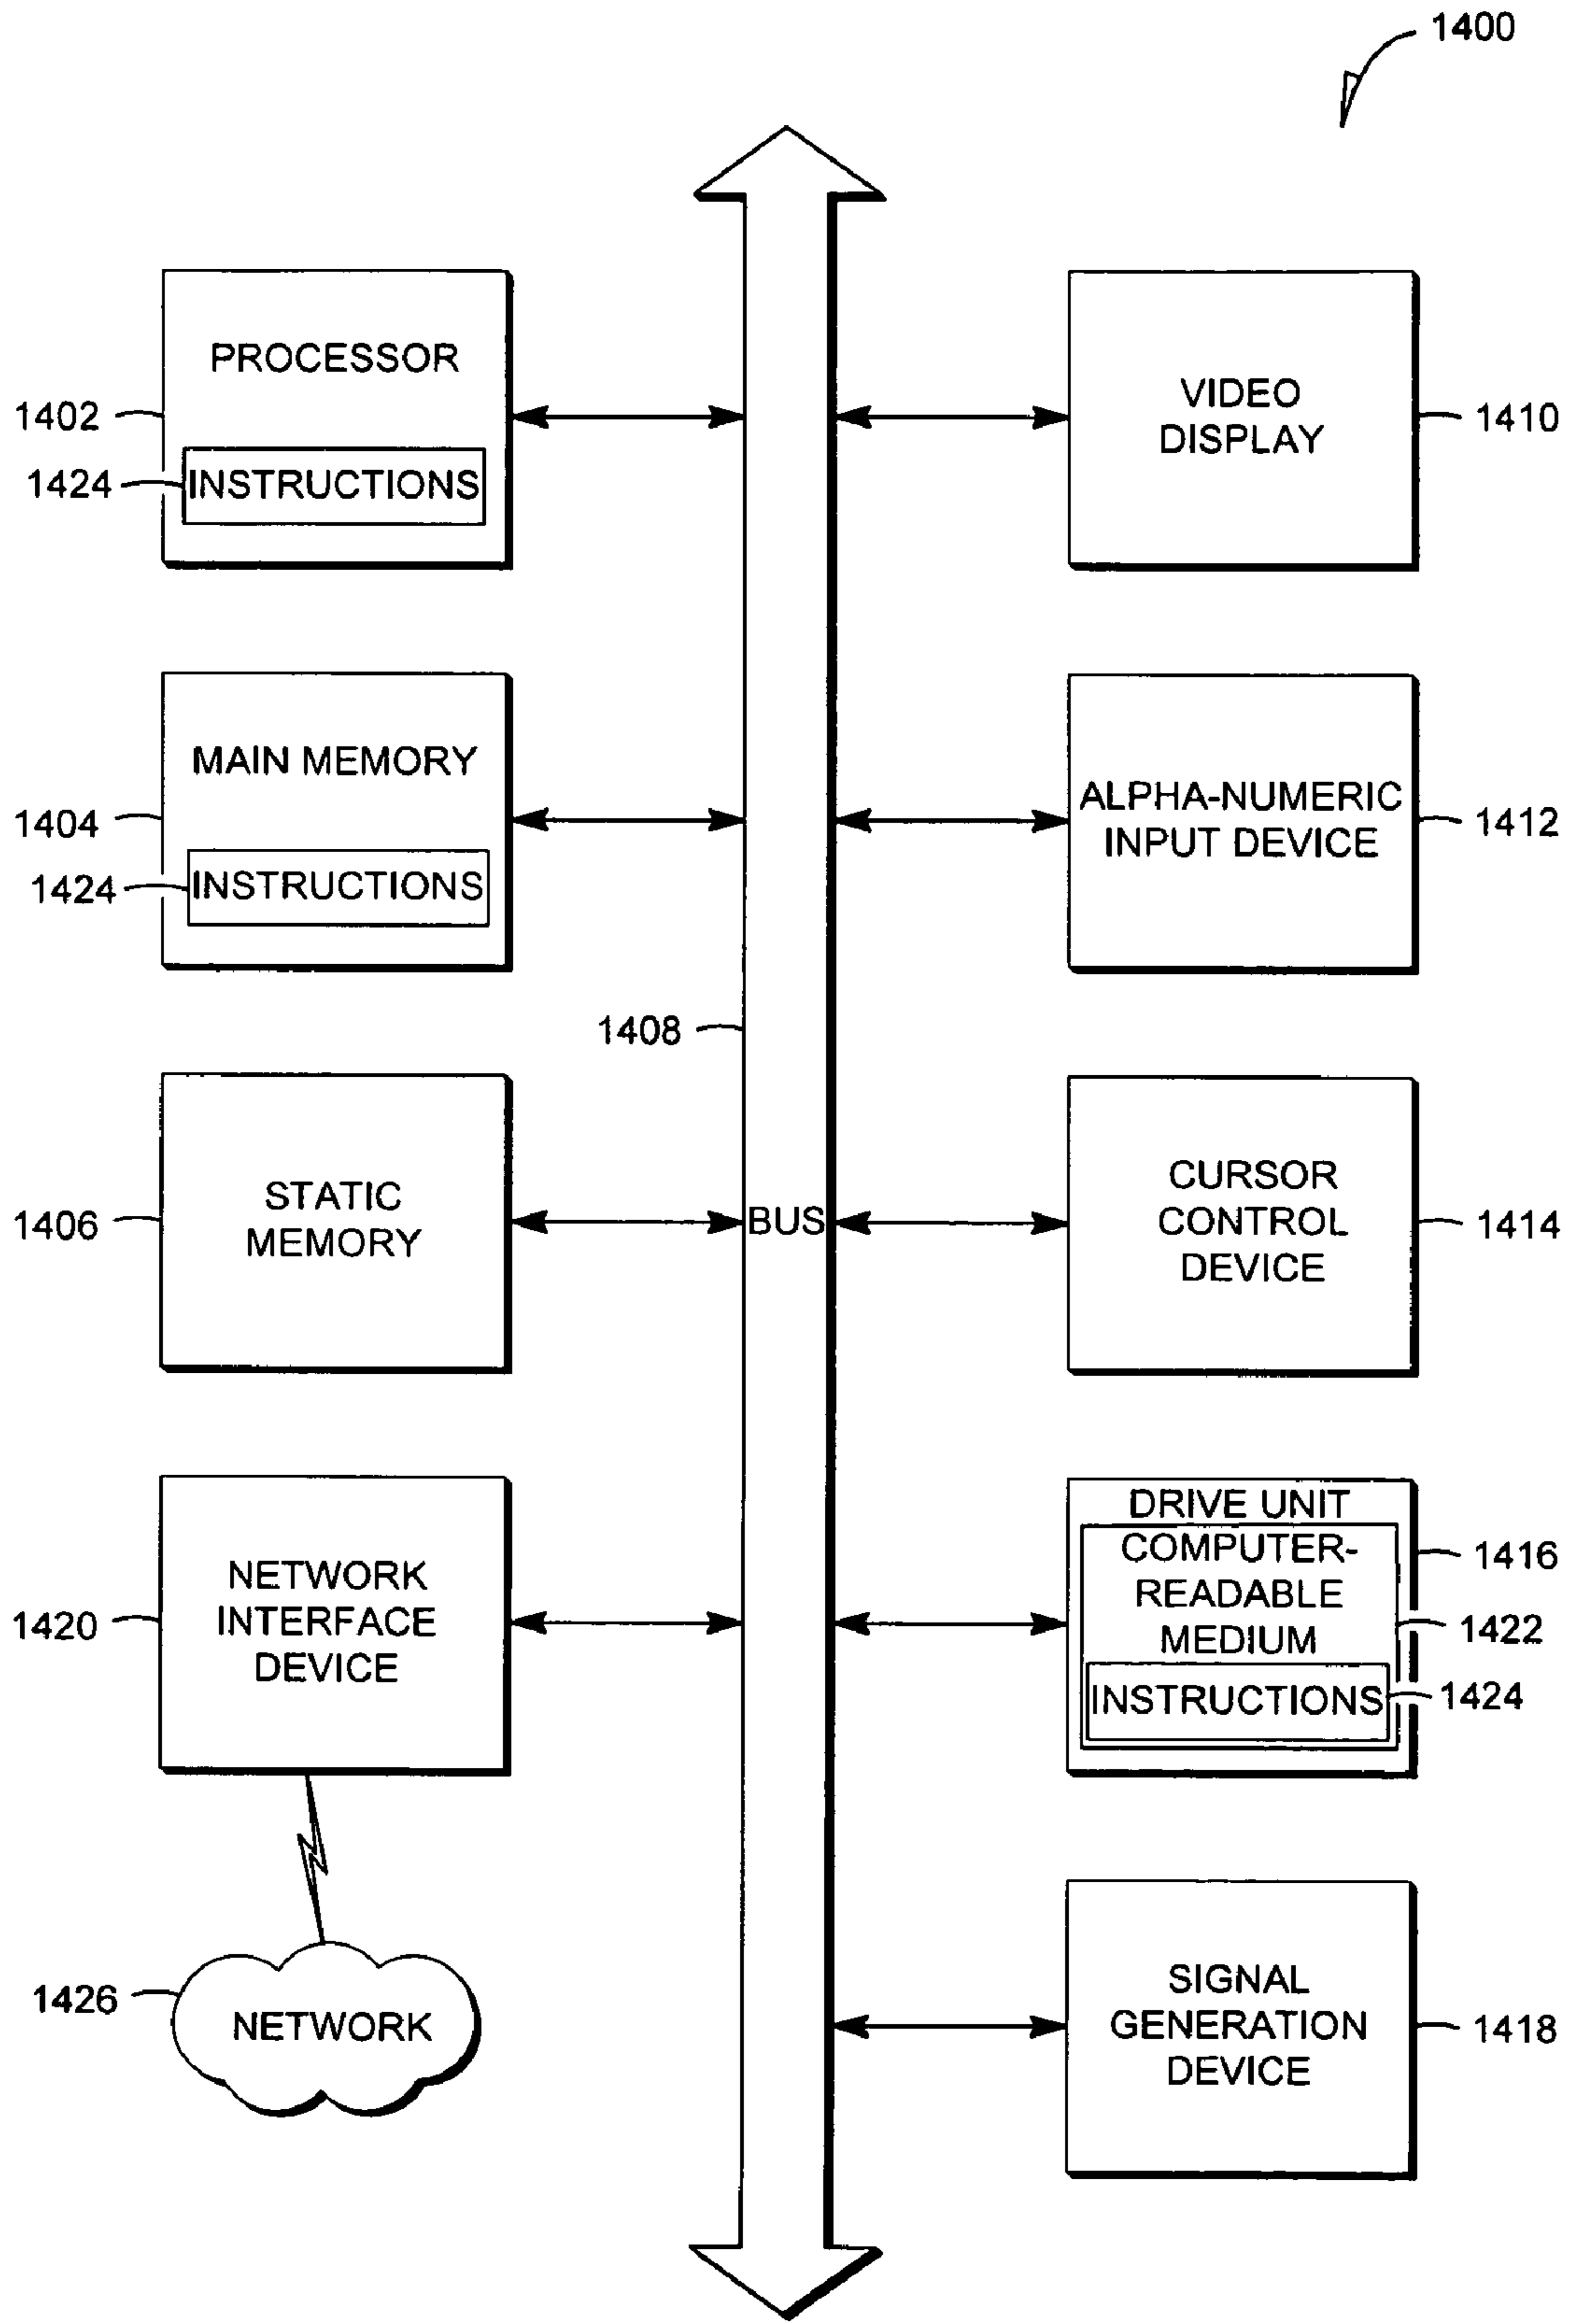 1400
PROCESSOR
1402
1424
INSTRUCTIONS
VIDEO
DISPLAY
1410
MAIN MEMORY
1404
1424
INSTRUCTIONS
ALPHA-NUMERIC
INPUT DEVICE
1412
1408
STATIC
MEMORY
1406
BUS
CURSOR
CONTROL
DEVICE
1414
NETWORK
INTERFACE
DEVICE
1420
DRIVE UNIT
COMPUTER-
READABLE
MEDIUM
1416
1422
INSTRUCTIONS
1424
1426
NETWORK
SIGNAL
GENERATION
DEVICE
1418